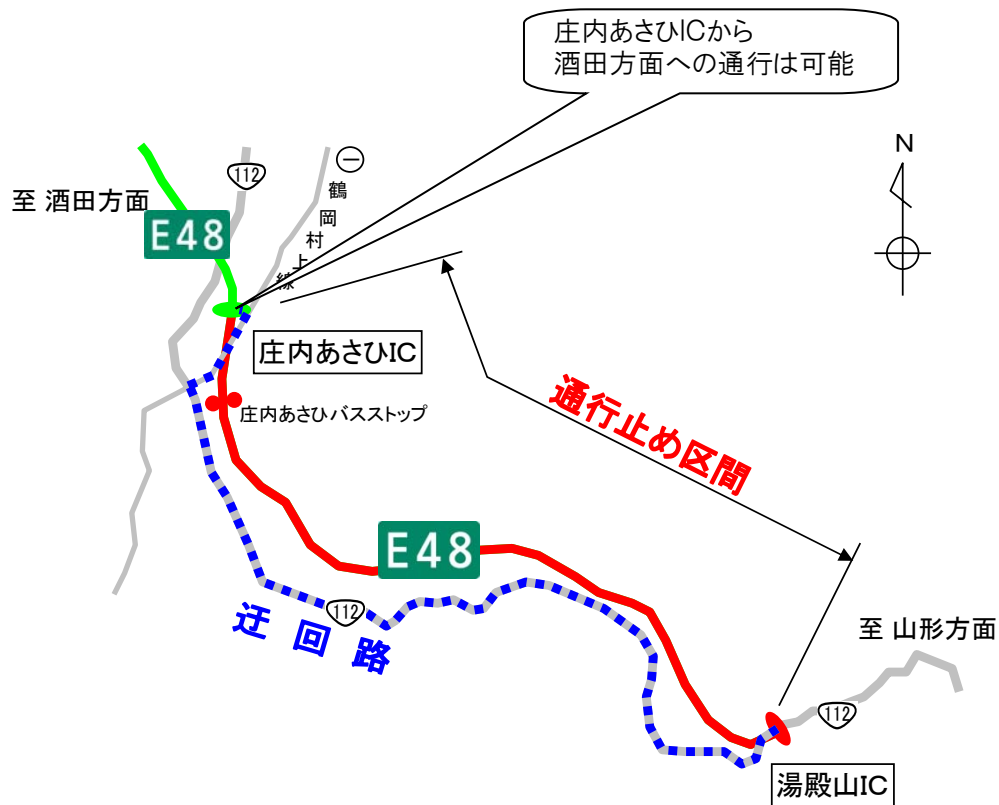 庄内あさひICから
酒田方面への通行は可能
N
112
㊀
鶴岡村上線
至 酒田方面
E48
庄内あさひIC
庄内あさひバスストップ
通行止め区間
E48
112
迂回路
至 山形方面
112
湯殿山IC